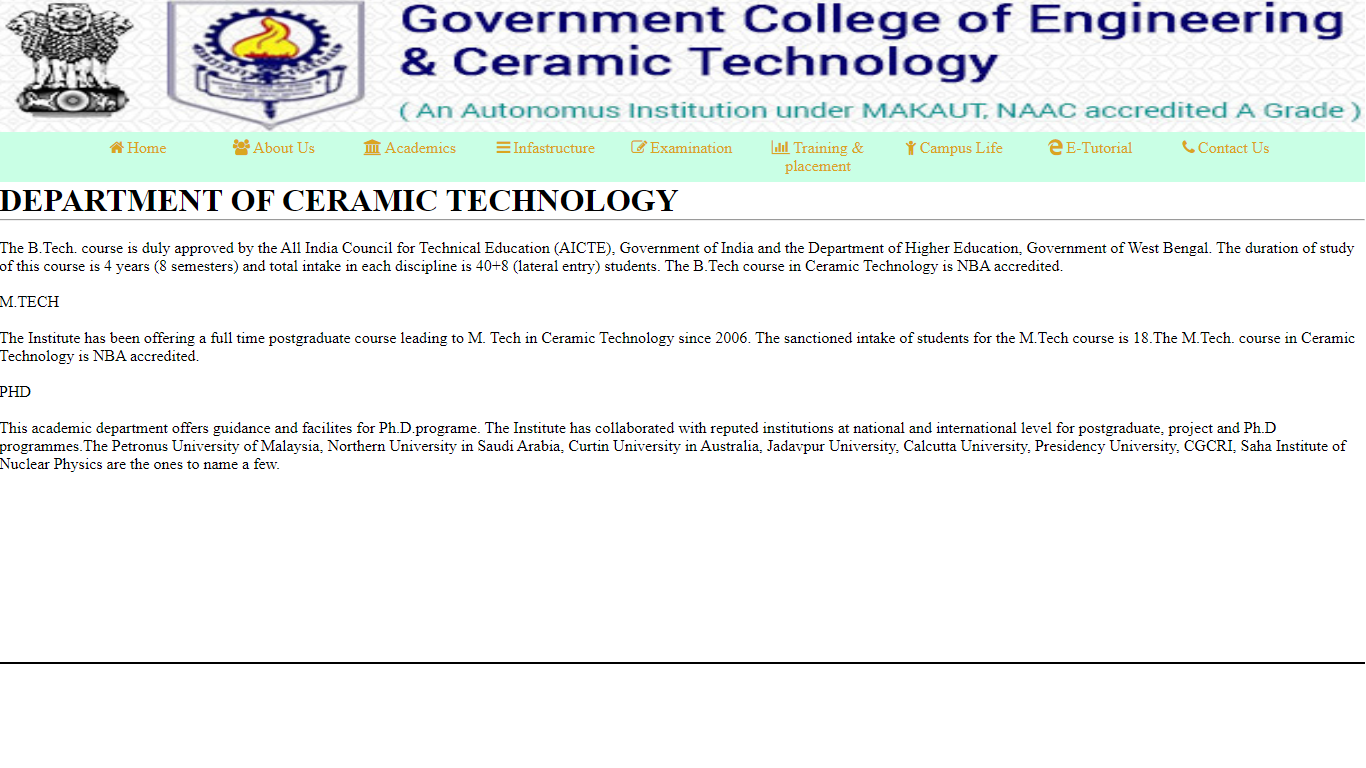 Government College of Engineering
& Ceramic Technology
( An Autonomus Institution under MAKAUT, NAAC accredited A Grade )
Home About Us Academics Infastructure Examination Training & placement Campus Life E-Tutorial Contact Us
DEPARTMENT OF CERAMIC TECHNOLOGY
The B.Tech. course is duly approved by the All India Council for Technical Education (AICTE), Government of India and the Department of Higher Education, Government of West Bengal. The duration of study
of this course is 4 years (8 semesters) and total intake in each discipline is 40+8 (lateral entry) students. The B.Tech course in Ceramic Technology is NBA accredited.
M.TECH
The Institute has been offering a full time postgraduate course leading to M. Tech in Ceramic Technology since 2006. The sanctioned intake of students for the M.Tech course is 18.The M.Tech. course in Ceramic
Technology is NBA accredited.
PHD
This academic department offers guidance and facilites for Ph.D.programe. The Institute has collaborated with reputed institutions at national and international level for postgraduate, project and Ph.D
programmes.The Petronus University of Malaysia, Northern University in Saudi Arabia, Curtin University in Australia, Jadavpur University, Calcutta University, Presidency University, CGCRI, Saha Institute of
Nuclear Physics are the ones to name a few.